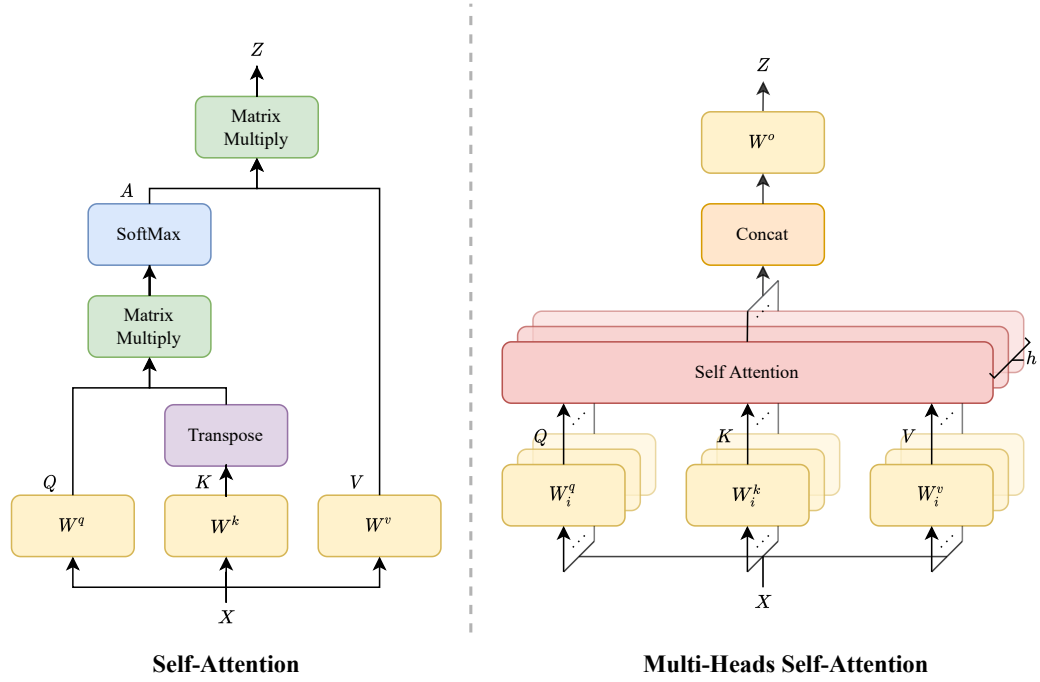 Z
Matrix
Multiply
A
SoftMax
Matrix
Multiply
Transpose
Q
K
V
W^q
W^k
W^v
X
Self-Attention
Z
W^o
Concat
Self Attention
h
Q
K
V
W_i^q
W_i^k
W_i^v
X
Multi-Heads Self-Attention